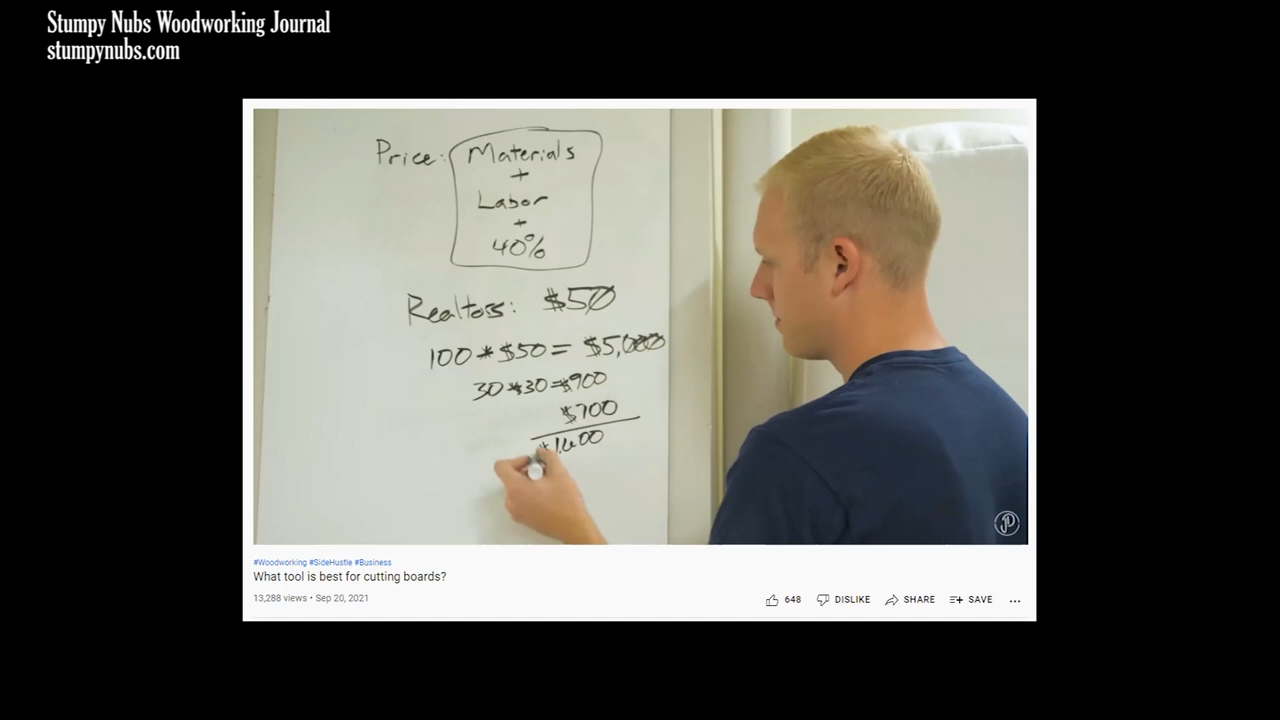 Stumpy Nubs Woodworking Journal
stumpynubs.com
Price: Materials
+
Labor
+
40%
Realtors: $50
100 * $50 = $5,000
30 * 30 = $900
$700
$1,600
#Woodworking #SideHustle #Business
What tool is best for cutting boards?
13,288 views • Sep 20, 2021
648 DISLIKE SHARE SAVE ...